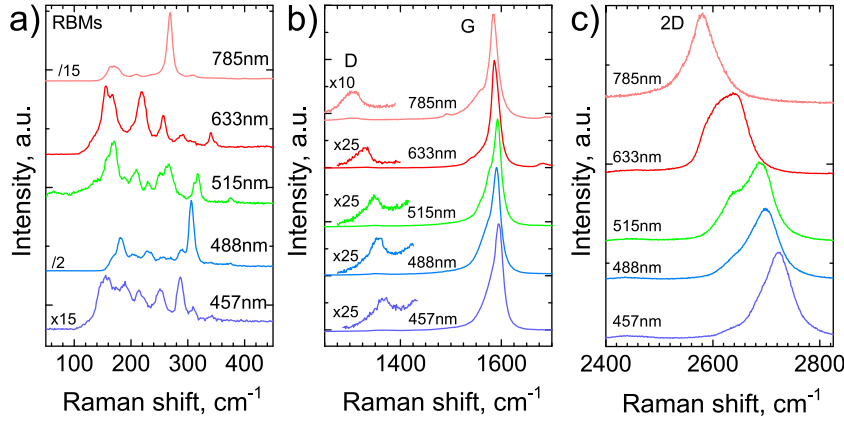 a)
RBMs
785nm
/15
633nm
515nm
488nm
/2
457nm
x15
Intensity, a.u.
100 200 300 400
Raman shift, cm-1
b)
G
D
x10
785nm
x25
633nm
x25
515nm
x25
488nm
x25
457nm
Intensity, a.u.
1400 1600
Raman shift, cm-1
c)
2D
785nm
633nm
515nm
488nm
457nm
Intensity, a.u.
2400 2600 2800
Raman shift, cm-1